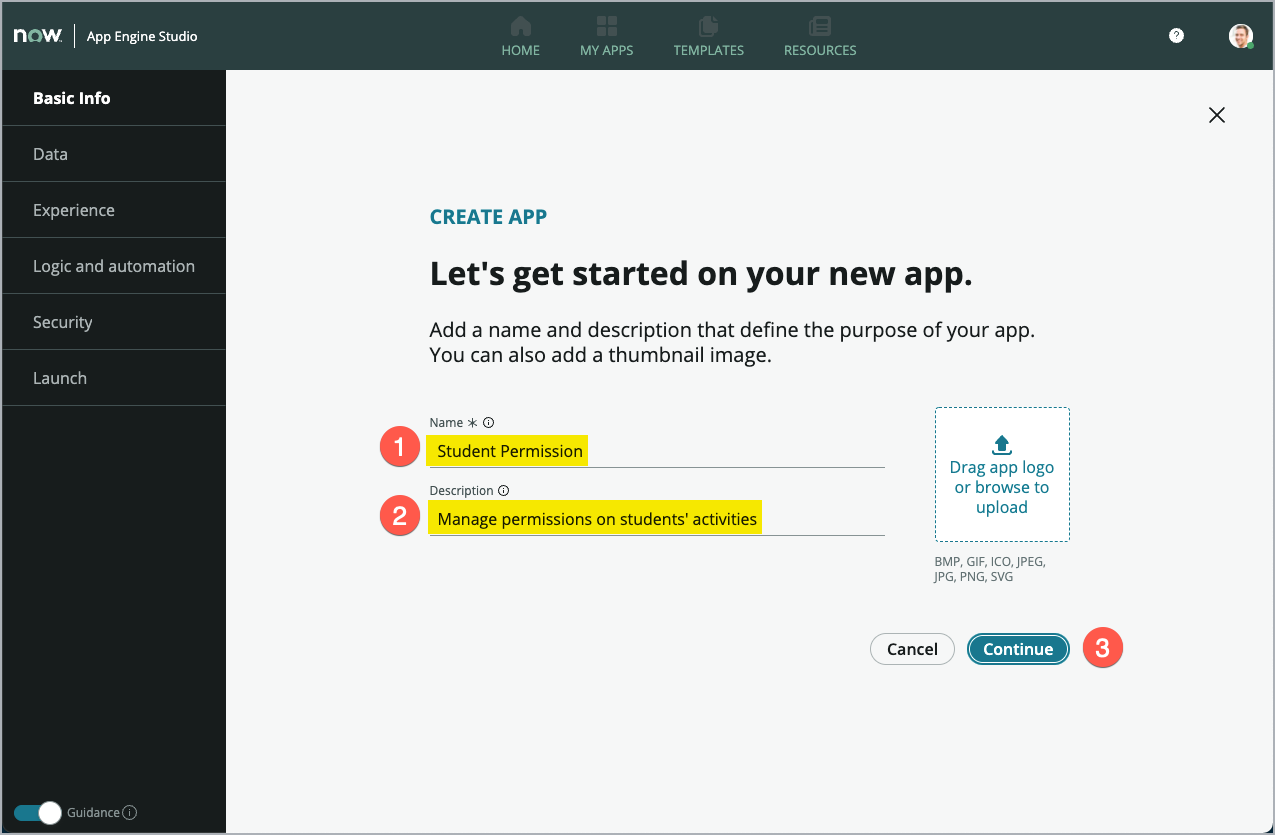 now. App Engine Studio
HOME MY APPS TEMPLATES RESOURCES
?
Basic Info
Data
Experience
Logic and automation
Security
Launch
Guidance
CREATE APP
Let's get started on your new app.
Add a name and description that define the purpose of your app.
You can also add a thumbnail image.
Name *
1 Student Permission
Description
2 Manage permissions on students' activities
Drag app logo
or browse to
upload
BMP, GIF, ICO, JPEG,
JPG, PNG, SVG
Cancel Continue 3